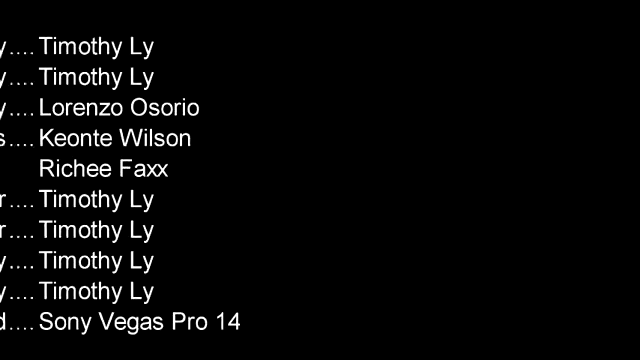 y.... Timothy Ly
y.... Timothy Ly
y.... Lorenzo Osorio
s.... Keonte Wilson
Richee Faxx
r.... Timothy Ly
r.... Timothy Ly
y.... Timothy Ly
y.... Timothy Ly
d.... Sony Vegas Pro 14